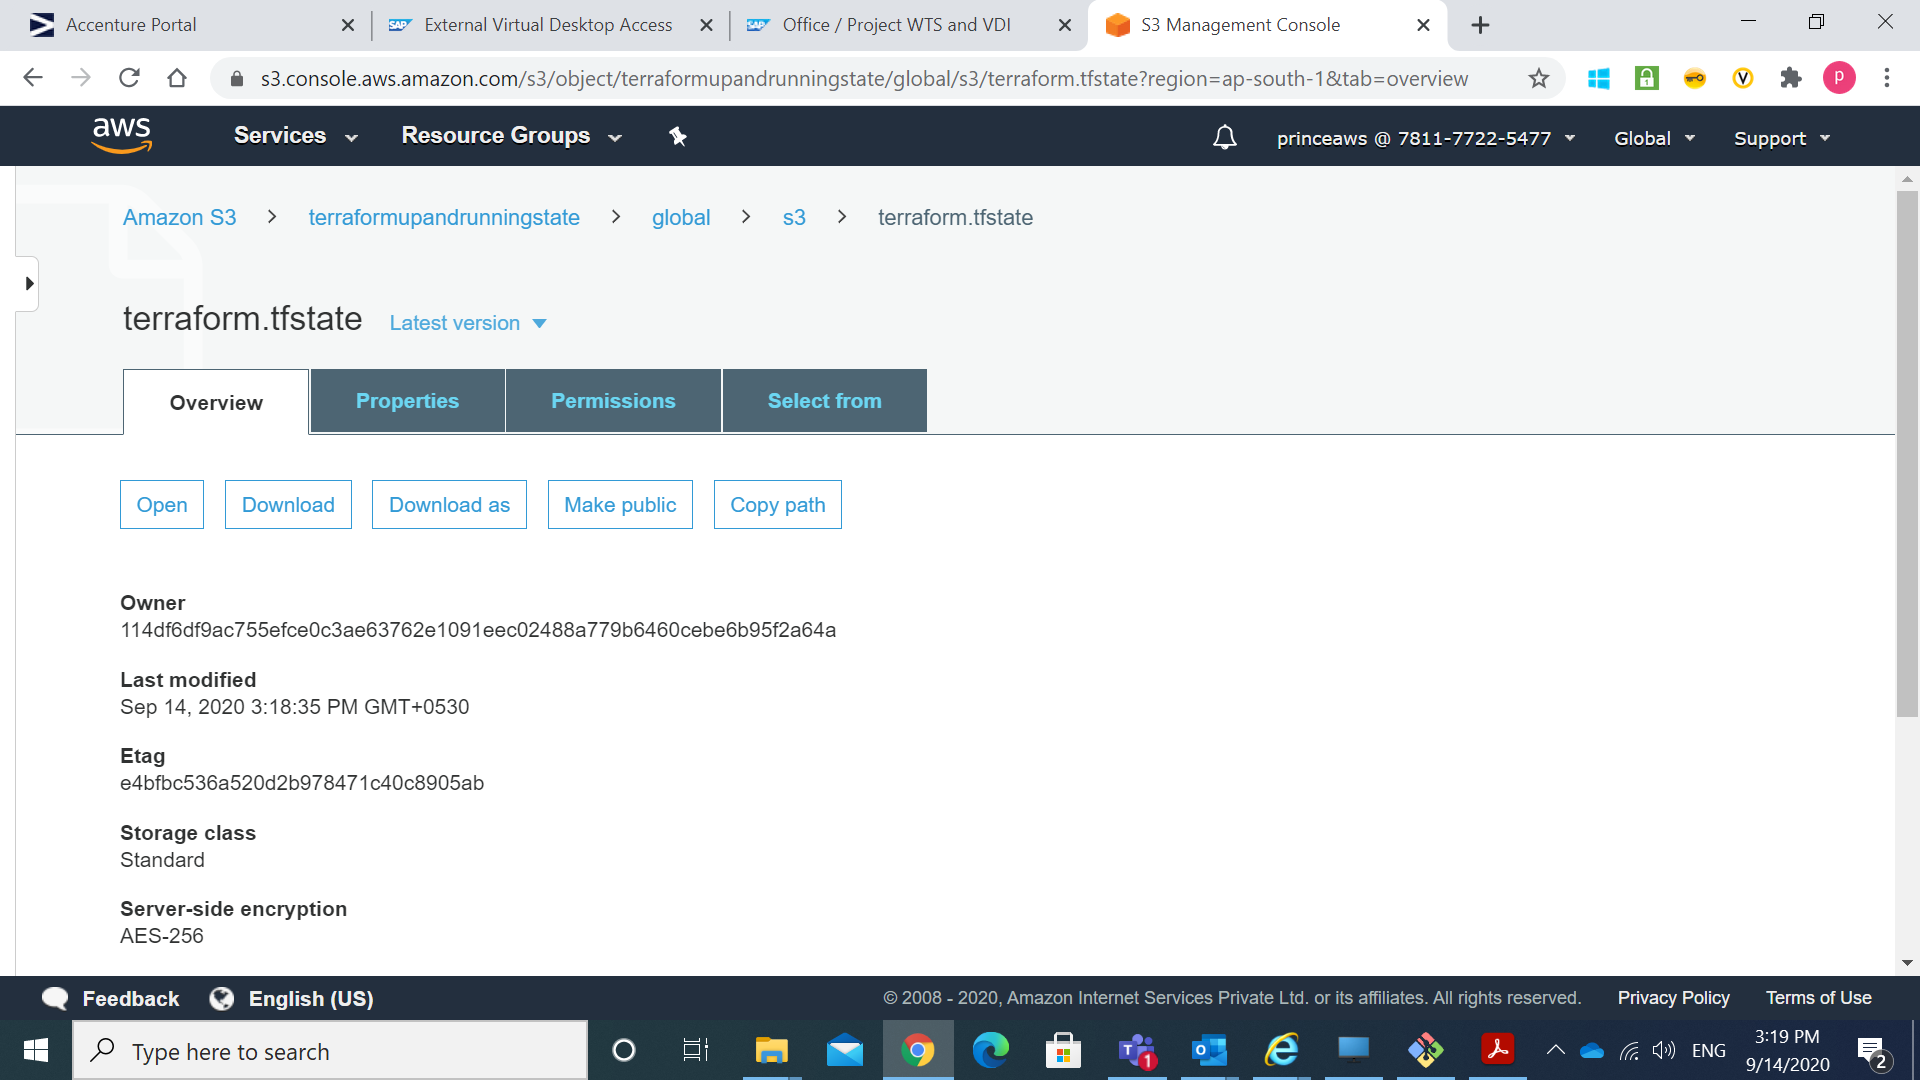 Accenture Portal
SAP External Virtual Desktop Access
SAP Office / Project WTS and VDI
S3 Management Console
s3.console.aws.amazon.com/s3/object/terraformupandrunningstate/global/s3/terraform.tfstate?region=ap-south-1&tab=overview
V
P
aws
Services
Resource Groups
princeaws @ 7811-7722-5477
Global
Support
Amazon S3 > terraformupandrunningstate > global > s3 > terraform.tfstate
terraform.tfstate Latest version
Overview
Properties
Permissions
Select from
Open
Download
Download as
Make public
Copy path
Owner
114df6df9ac755efce0c3ae63762e1091eec02488a779b6460cebe6b95f2a64a
Last modified
Sep 14, 2020 3:18:35 PM GMT+0530
Etag
e4bfbc536a520d2b978471c40c8905ab
Storage class
Standard
Server-side encryption
AES-256
Feedback
English (US)
© 2008 - 2020, Amazon Internet Services Private Ltd. or its affiliates. All rights reserved.
Privacy Policy
Terms of Use
Type here to search
T 1
o
ENG
3:19 PM
9/14/2020
2